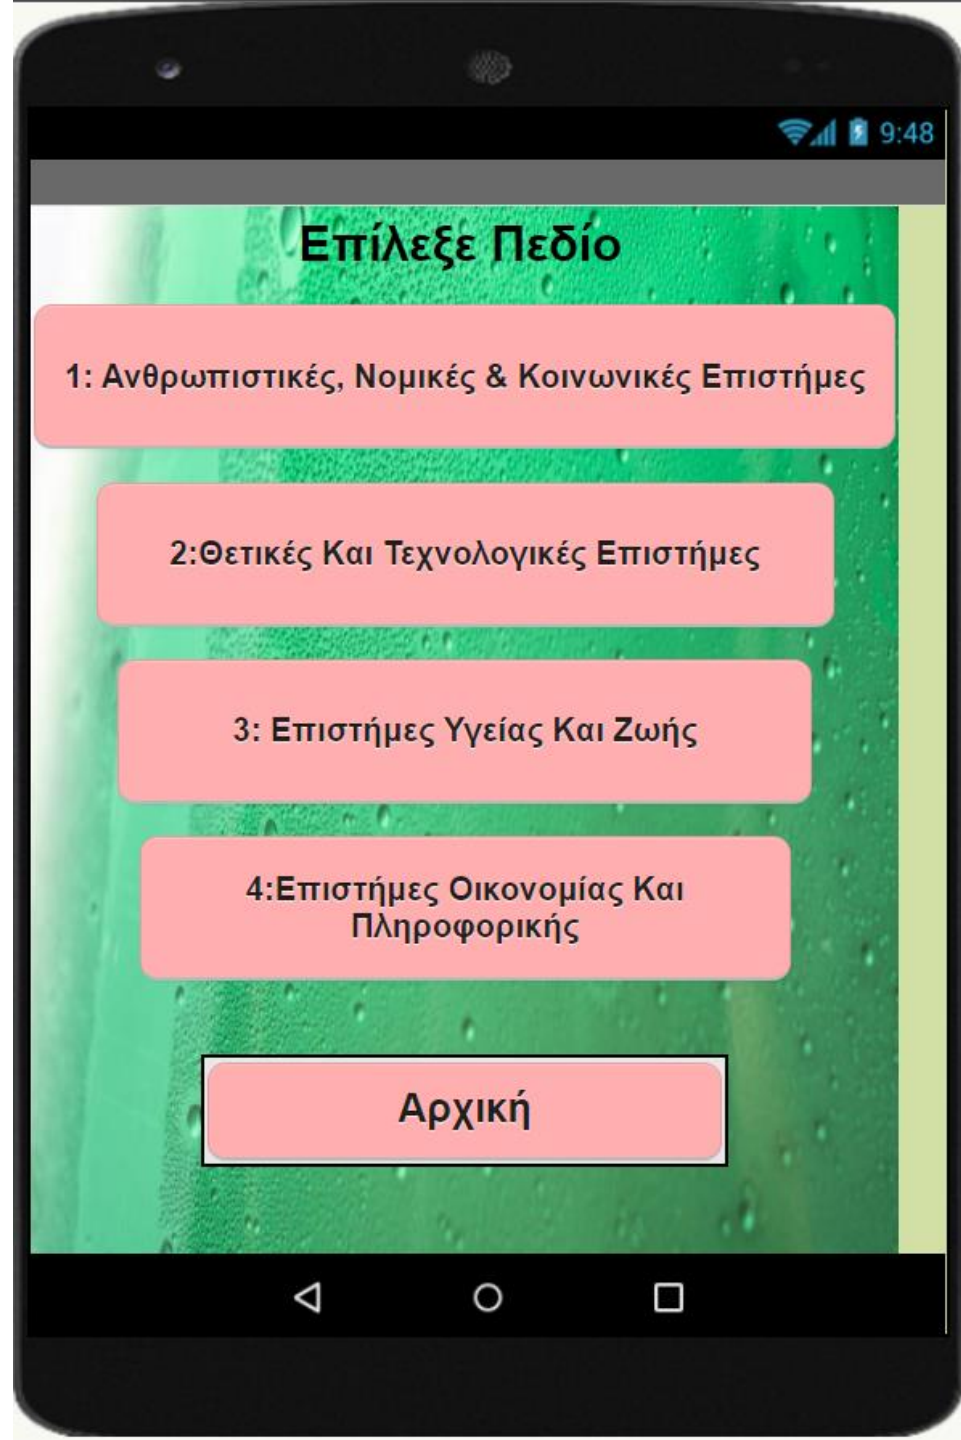 9:48
Επίλεξε Πεδίο
1: Ανθρωπιστικές, Νομικές & Κοινωνικές Επιστήμες
2:Θετικές Και Τεχνολογικές Επιστήμες
3: Επιστήμες Υγείας Και Ζωής
4:Επιστήμες Οικονομίας Και
Πληροφορικής
Αρχική